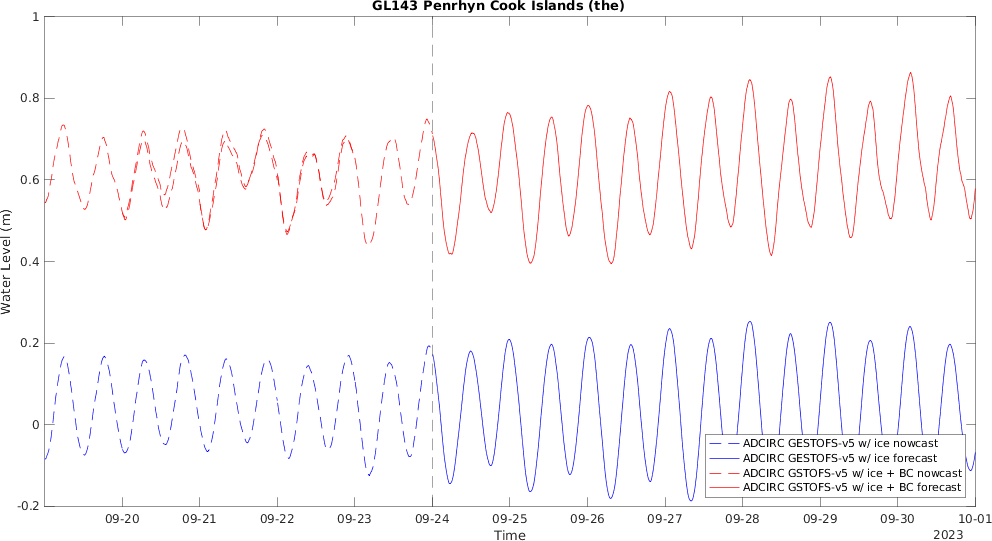 GL143 Penrhyn Cook Islands (the)
Water Level (m)
1
0.8
0.6
0.4
0.2
0
-0.2
ADCIRC GESTOFS-v5 w/ ice nowcast
ADCIRC GESTOFS-v5 w/ ice forecast
ADCIRC GSTOFS-v5 w/ ice + BC nowcast
ADCIRC GSTOFS-v5 w/ ice + BC forecast
09-20 09-21 09-22 09-23 09-24 09-25 09-26 09-27 09-28 09-29 09-30 10-01
Time
2023